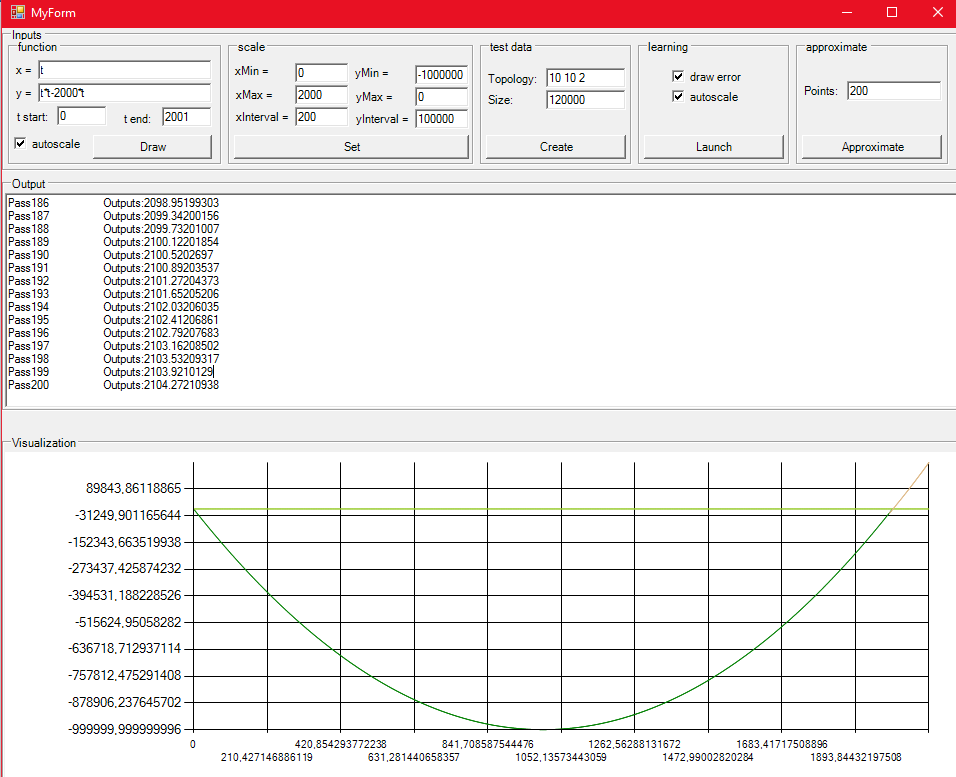 MyForm
Inputs
function
x = t
y = t*t-2000*t
t start: 0 t end: 2001
autoscale Draw
scale
xMin = 0 yMin = -1000000
xMax = 2000 yMax = 0
xInterval = 200 yInterval = 100000
Set
test data
Topology: 10 10 2
Size: 120000
Create
learning
draw error
autoscale
Launch
approximate
Points: 200
Approximate
Output
Pass186 Outputs:2098.95199303
Pass187 Outputs:2099.34200156
Pass188 Outputs:2099.73201007
Pass189 Outputs:2100.12201854
Pass190 Outputs:2100.5202697
Pass191 Outputs:2100.89203537
Pass192 Outputs:2101.27204373
Pass193 Outputs:2101.65205206
Pass194 Outputs:2102.03206035
Pass195 Outputs:2102.41206861
Pass196 Outputs:2102.79207683
Pass197 Outputs:2103.16208502
Pass198 Outputs:2103.53209317
Pass199 Outputs:2103.9210129
Pass200 Outputs:2104.27210938
Visualization
89843,86118865
-31249,901165644
-152343,663519938
-273437,425874232
-394531,188228526
-515624,95058282
-636718,712937114
-757812,475291408
-878906,237645702
-999999,999999996
0 420,854293772238 841,708587544476 1262,56288131672 1683,41717508896
210,427146886119 631,281440658357 1052,13573443059 1472,99002820284 1893,84432197508